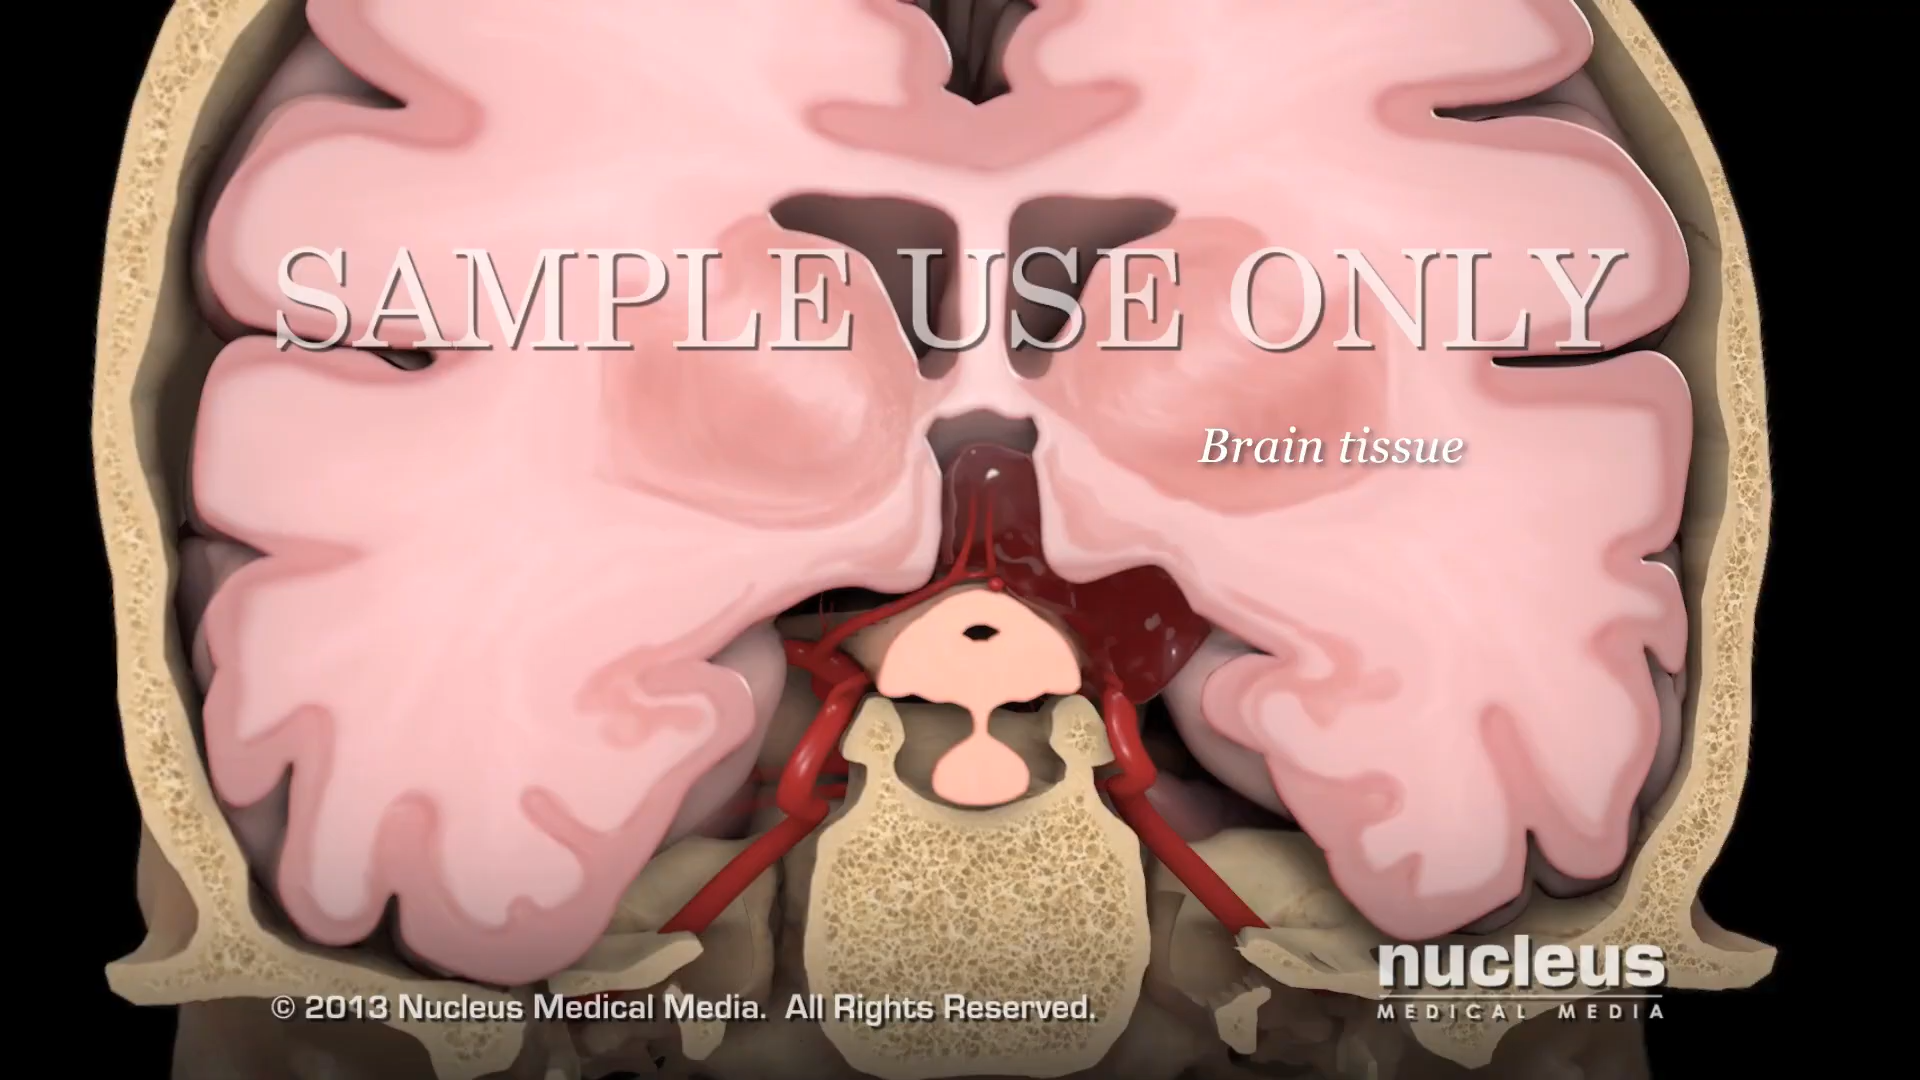 SAMPLE USE ONLY
Brain tissue
nucleus
MEDICAL MEDIA
© 2013 Nucleus Medical Media.  All Rights Reserved.